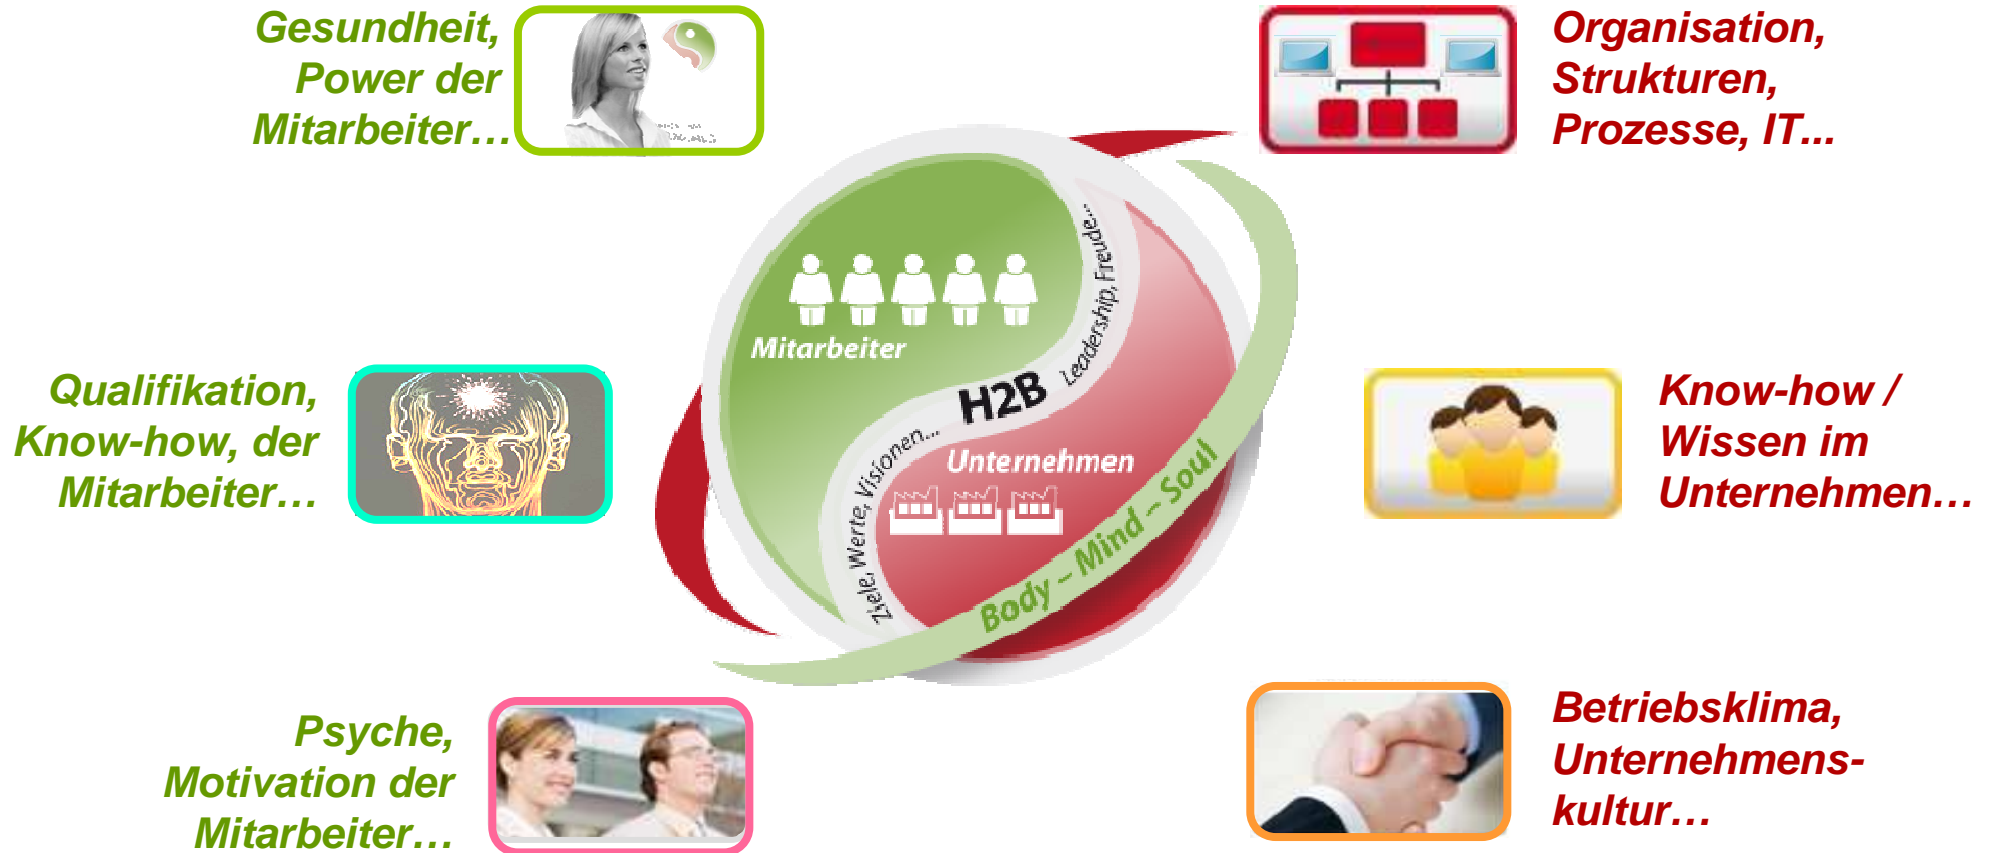 Gesundheit,
Power der
Mitarbeiter…
Organisation,
Strukturen,
Prozesse, IT...
Mitarbeiter
Leadership, Freude...
H2B
Ziele, Werte, Visionen...
Unternehmen
Body – Mind – Soul
Qualifikation,
Know-how, der
Mitarbeiter…
Know-how /
Wissen im
Unternehmen…
Psyche,
Motivation der
Mitarbeiter…
Betriebsklima,
Unternehmens-
kultur…